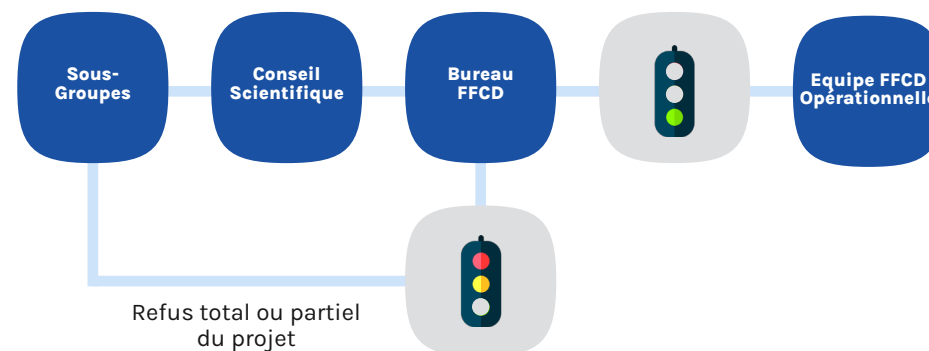 Sous-
Groupes
Conseil
Scientifique
Bureau
FFCD
Equipe FFCD
Opérationnelle
Refus total ou partiel
du projet